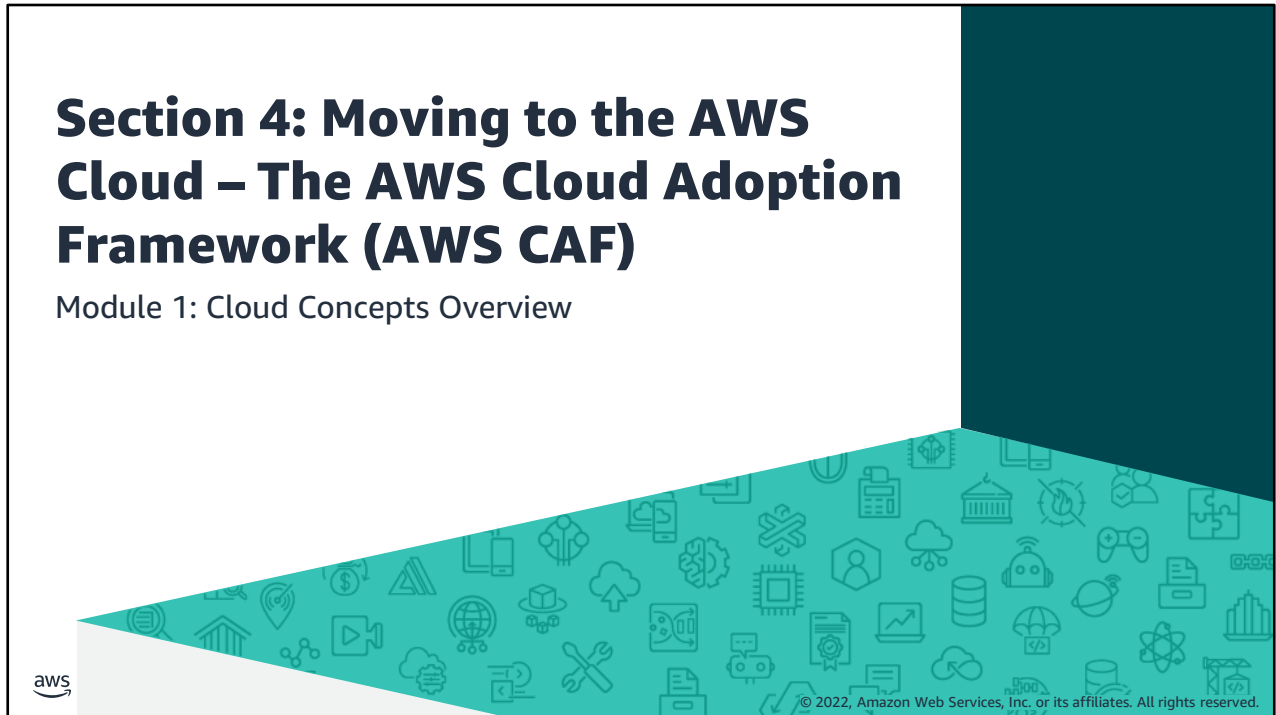 Section 4: Moving to the AWS
Cloud – The AWS Cloud Adoption
Framework (AWS CAF)
Module 1: Cloud Concepts Overview
aws
© 2022, Amazon Web Services, Inc. or its affiliates. All rights reserved.